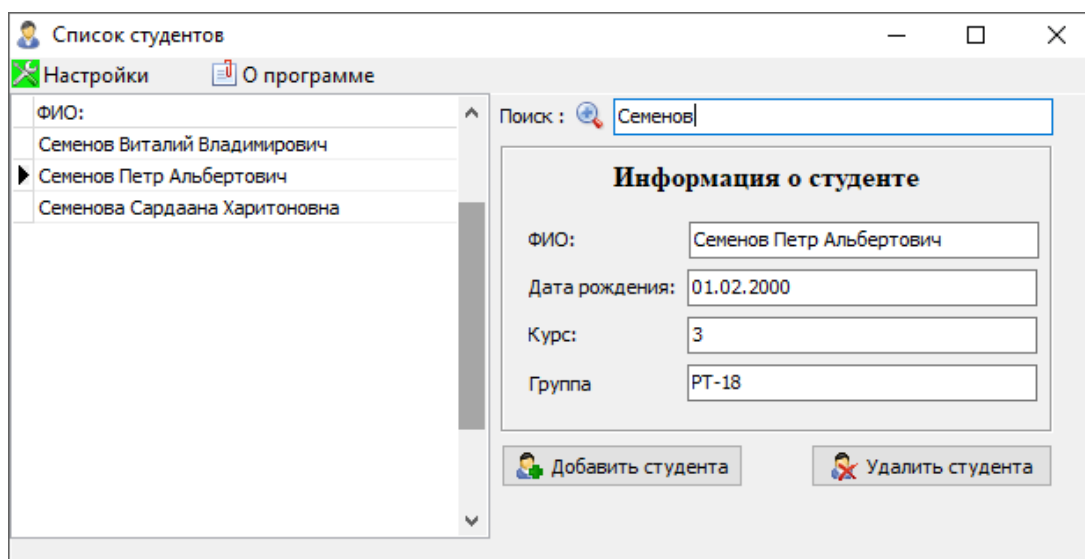 Список студентов
Настройки О программе
ФИО:
Семенов Виталий Владимирович
Семенов Петр Альбертович
Семенова Сардаана Харитоновна
Поиск : Семенов
Информация о студенте
ФИО: Семенов Петр Альбертович
Дата рождения: 01.02.2000
Курс: 3
Группа РТ-18
Добавить студента Удалить студента